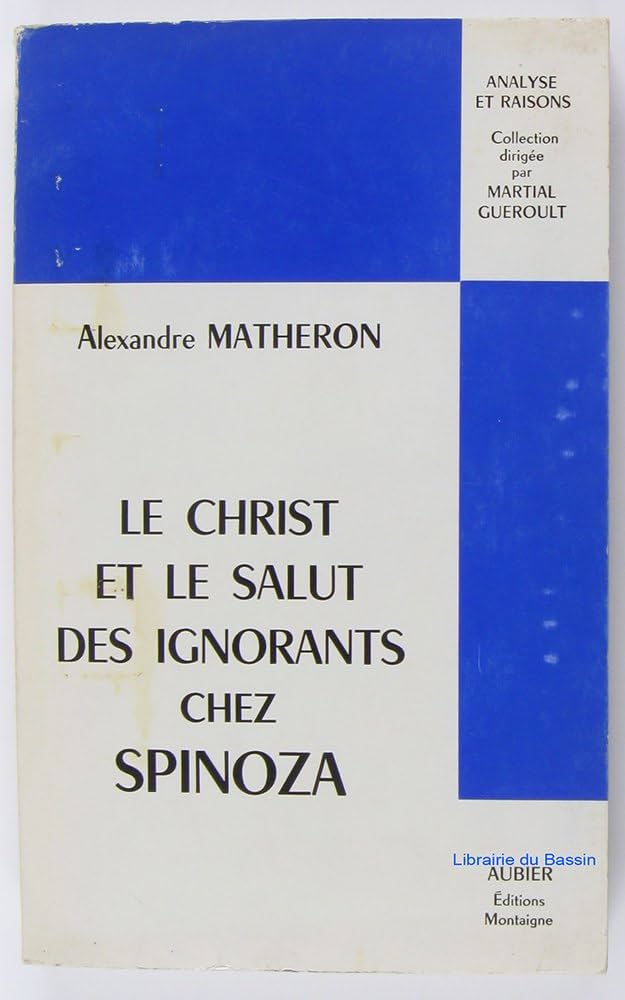 ANALYSE
ET RAISONS
Collection
dirigée
par
MARTIAL
GUEROULT
Alexandre MATHERON
LE CHRIST
ET LE SALUT
DES IGNORANTS
CHEZ
SPINOZA
Librairie du Bassin
AUBIER
Éditions
Montaigne